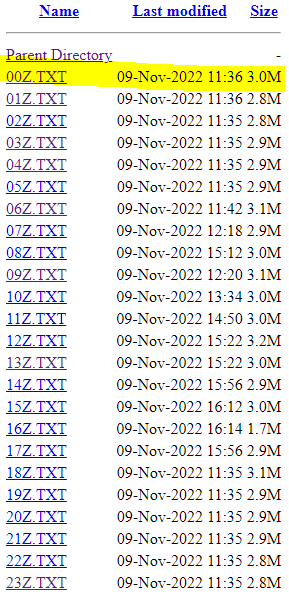 Name Last modified Size
Parent Directory -
00Z.TXT 09-Nov-2022 11:36 3.0M
01Z.TXT 09-Nov-2022 11:36 2.8M
02Z.TXT 09-Nov-2022 11:35 2.8M
03Z.TXT 09-Nov-2022 11:35 2.9M
04Z.TXT 09-Nov-2022 11:35 2.9M
05Z.TXT 09-Nov-2022 11:35 2.9M
06Z.TXT 09-Nov-2022 11:42 3.1M
07Z.TXT 09-Nov-2022 12:18 2.9M
08Z.TXT 09-Nov-2022 15:12 3.0M
09Z.TXT 09-Nov-2022 12:20 3.1M
10Z.TXT 09-Nov-2022 13:34 3.0M
11Z.TXT 09-Nov-2022 14:50 3.0M
12Z.TXT 09-Nov-2022 15:22 3.2M
13Z.TXT 09-Nov-2022 15:22 3.0M
14Z.TXT 09-Nov-2022 15:56 2.9M
15Z.TXT 09-Nov-2022 16:12 3.0M
16Z.TXT 09-Nov-2022 16:14 1.7M
17Z.TXT 09-Nov-2022 15:56 2.9M
18Z.TXT 09-Nov-2022 11:35 3.1M
19Z.TXT 09-Nov-2022 11:35 2.9M
20Z.TXT 09-Nov-2022 11:35 2.9M
21Z.TXT 09-Nov-2022 11:35 2.9M
22Z.TXT 09-Nov-2022 11:35 2.8M
23Z.TXT 09-Nov-2022 11:35 2.8M